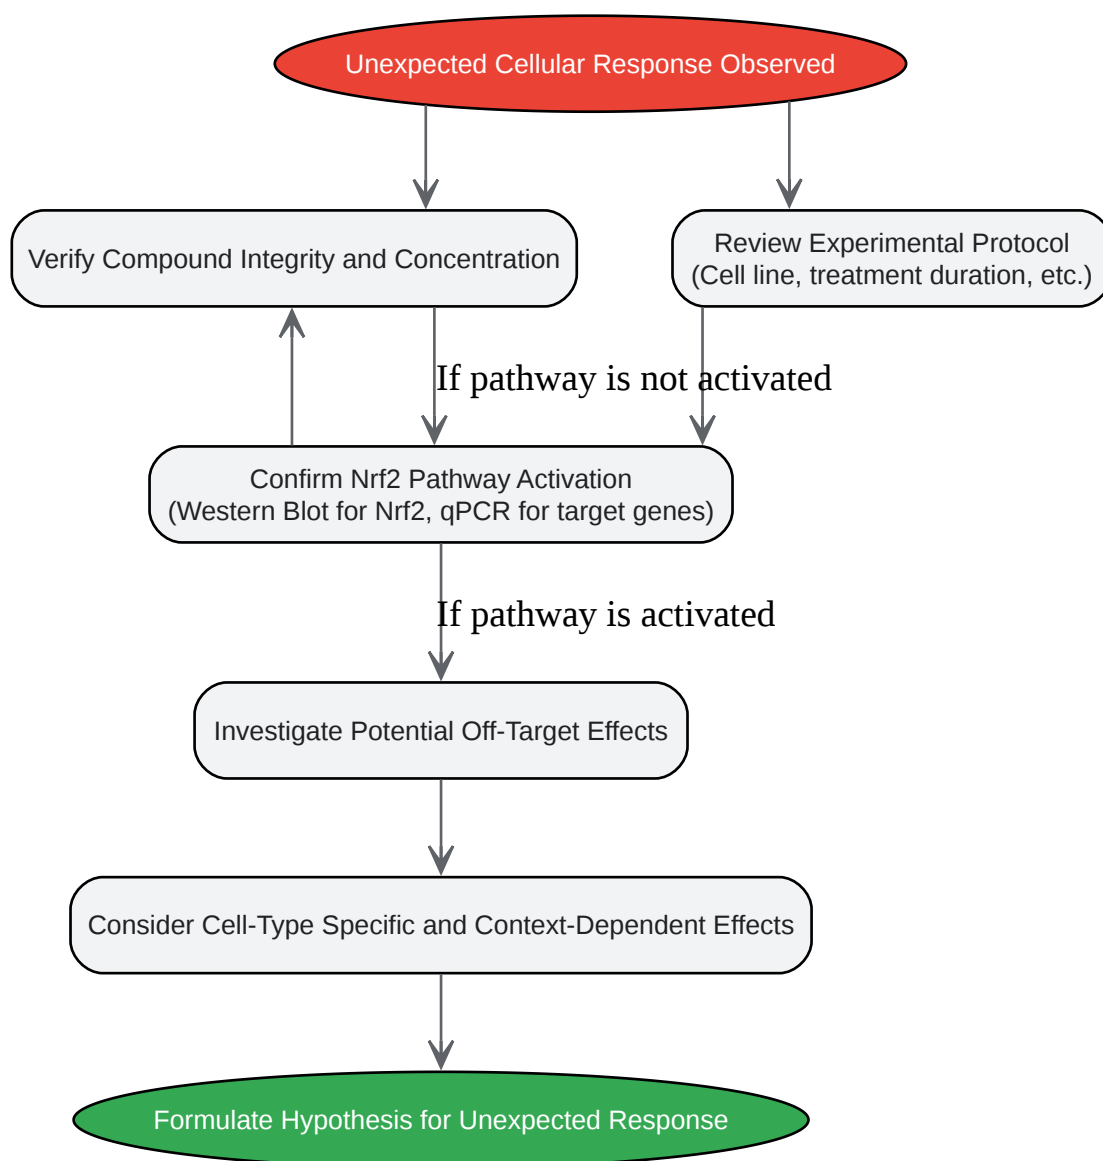 Unexpected Cellular Response Observed
Verify Compound Integrity and Concentration
Review Experimental Protocol
(Cell line, treatment duration, etc.)
If pathway is not activated
Confirm Nrf2 Pathway Activation
(Western Blot for Nrf2, qPCR for target genes)
If pathway is activated
Investigate Potential Off-Target Effects
Consider Cell-Type Specific and Context-Dependent Effects
Formulate Hypothesis for Unexpected Response